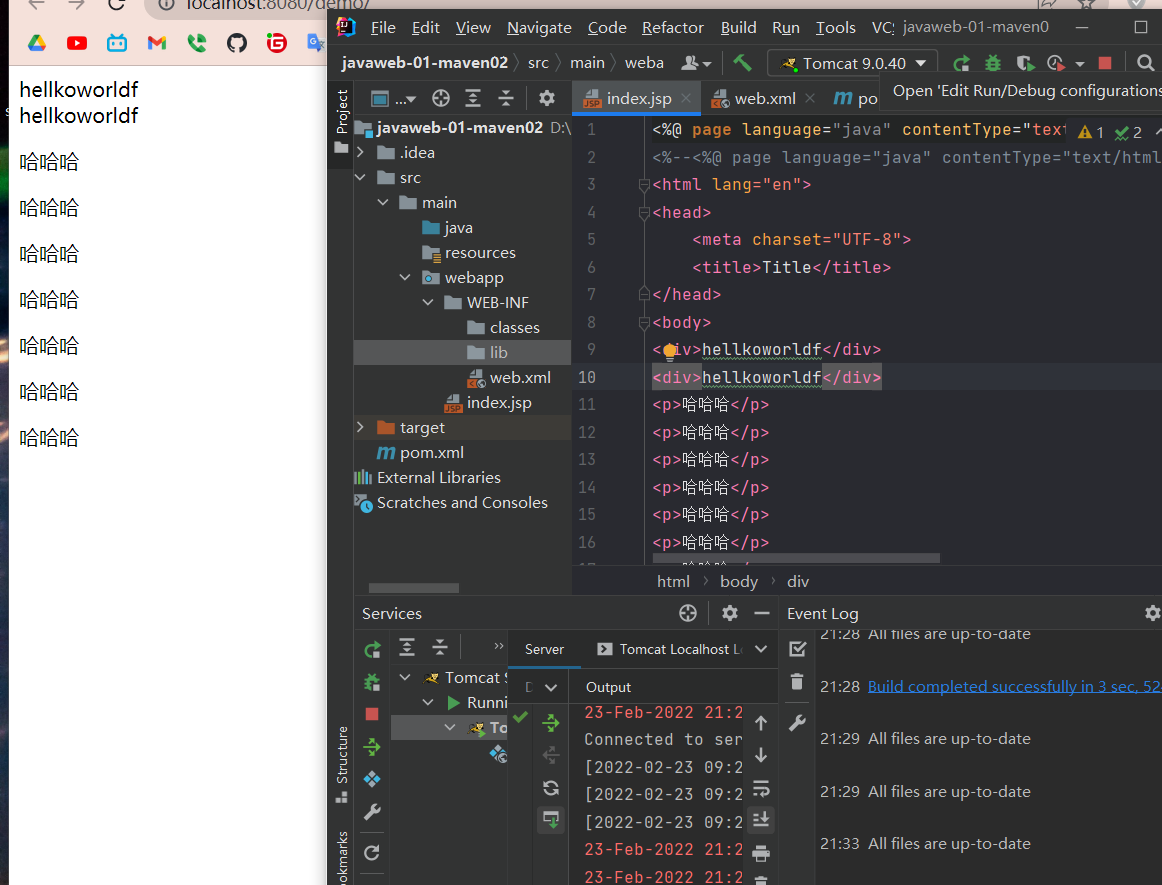 localhost:8080/demo/
hellkoworldf
hellkoworldf
哈哈哈
哈哈哈
哈哈哈
哈哈哈
哈哈哈
哈哈哈
哈哈哈
File Edit View Navigate Code Refactor Build Run Tools VCS javaweb-01-maven0
javaweb-01-maven02 src main weba Tomcat 9.0.40
Open 'Edit Run/Debug configurations
Project
... index.jsp web.xml po
javaweb-01-maven02 D:\
.idea
src
main
java
resources
webapp
WEB-INF
classes
lib
web.xml
index.jsp
target
pom.xml
External Libraries
Scratches and Consoles
1 <%@ page language="java" contentType="text 1 2
2 <%--<%@ page language="java" contentType="text/html
3 <html lang="en">
4 <head>
5 <meta charset="UTF-8">
6 <title>Title</title>
7 </head>
8 <body>
9 <div>hellkoworldf</div>
10 <div>hellkoworldf</div>
11 <p>哈哈哈</p>
12 <p>哈哈哈</p>
13 <p>哈哈哈</p>
14 <p>哈哈哈</p>
15 <p>哈哈哈</p>
16 <p>哈哈哈</p>
html body div
Services
Server Tomcat Localhost L
Tomcat S
Runni
To
Output
23-Feb-2022 21:2
Connected to ser
[2022-02-23 09:2
[2022-02-23 09:2
[2022-02-23 09:2
23-Feb-2022 21:2
23-Feb-2022 21:2
Event Log
21:28 All files are up-to-date
21:28 Build completed successfully in 3 sec, 52
21:29 All files are up-to-date
21:29 All files are up-to-date
21:33 All files are up-to-date
Structure
ookmarks